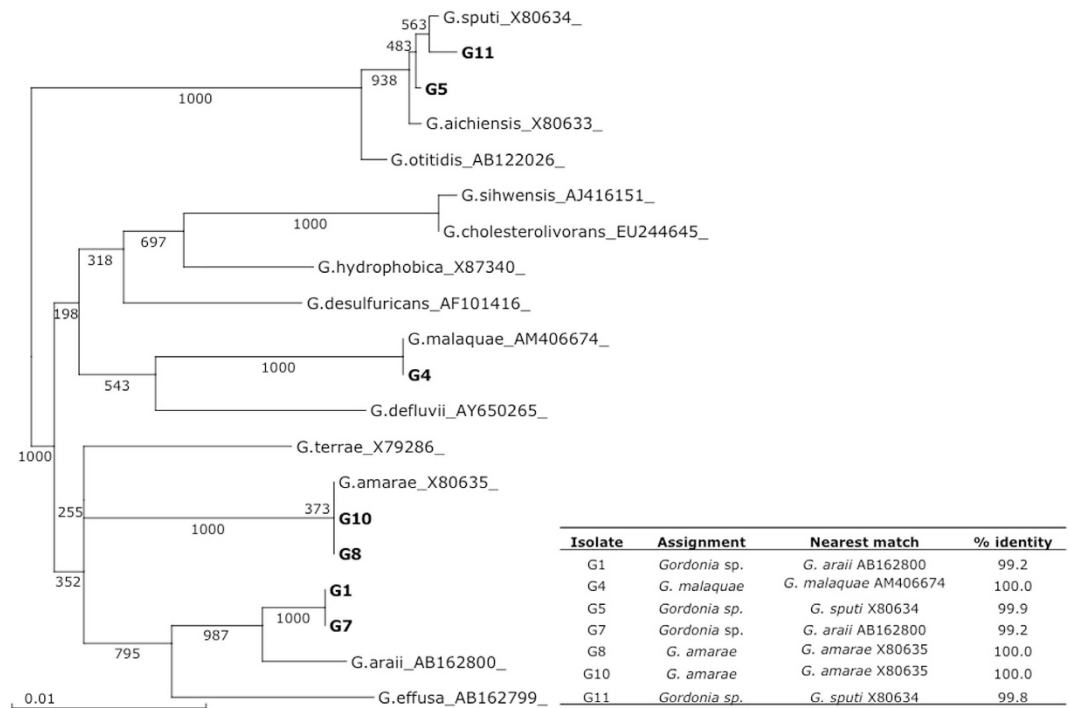 563
G.sputi_X80634_
483
G11
938
G5
1000
G.aichiensis_X80633_
G.otitidis_AB122026_
G.sihwensis_AJ416151_
1000
G.cholesterolivorans_EU244645_
697
318
G.hydrophobica_X87340_
G.desulfuricans_AF101416_
198
G.malaquae_AM406674_
1000
G4
543
G.defluvii_AY650265_
G.terrae_X79286_
1000
G.amarae_X80635_
255
373
G10
1000
G8
352
G1
1000
G7
987
795
G.araii_AB162800_
G.effusa_AB162799_
0.01
Isolate Assignment Nearest match % identity
G1 Gordonia sp. G. araii AB162800 99.2
G4 G. malaquae G. malaquae AM406674 100.0
G5 Gordonia sp. G. sputi X80634 99.9
G7 Gordonia sp. G. araii AB162800 99.2
G8 G. amarae G. amarae X80635 100.0
G10 G. amarae G. amarae X80635 100.0
G11 Gordonia sp. G. sputi X80634 99.8